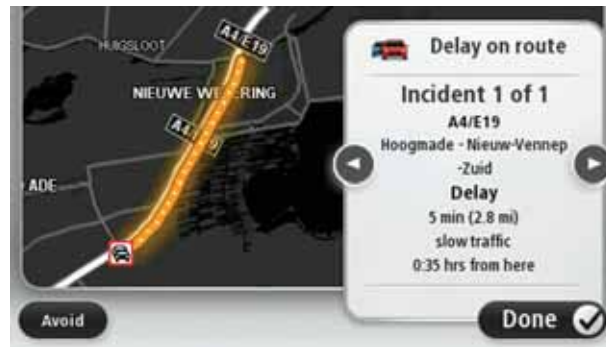 HUIGSLOOT
A4/E19
NIEUWE WETERING
ADE
Delay on route
Incident 1 of 1
A4/E19
Hoogmade - Nieuw-Vennep
-Zuid
Delay
5 min (2.8 mi)
slow traffic
0:35 hrs from here
Avoid
Done